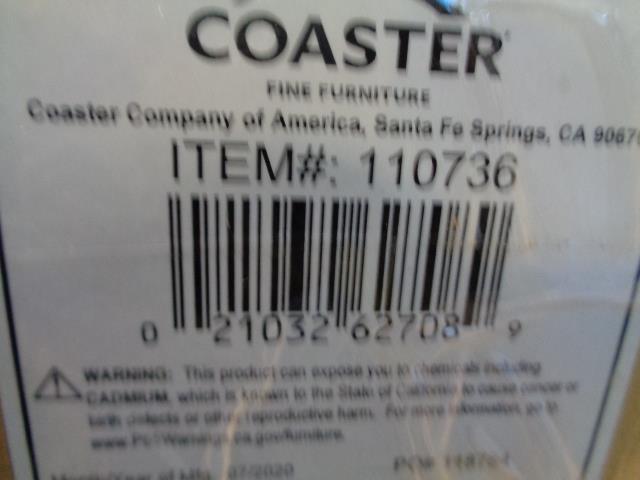 COASTER
FINE FURNITURE
Coaster Company of America, Santa Fe Springs, CA 90670
ITEM#: 110736
0 21032 62708 9
WARNING: This product can expose you to chemicals including
CADMIUM, which is known to the State of California to cause cancer or
birth defects or other reproductive harm. For more information, go to
www.P65Warnings.ca.gov/furniture.
Month/Year of Mfg. 07/2020 PO#